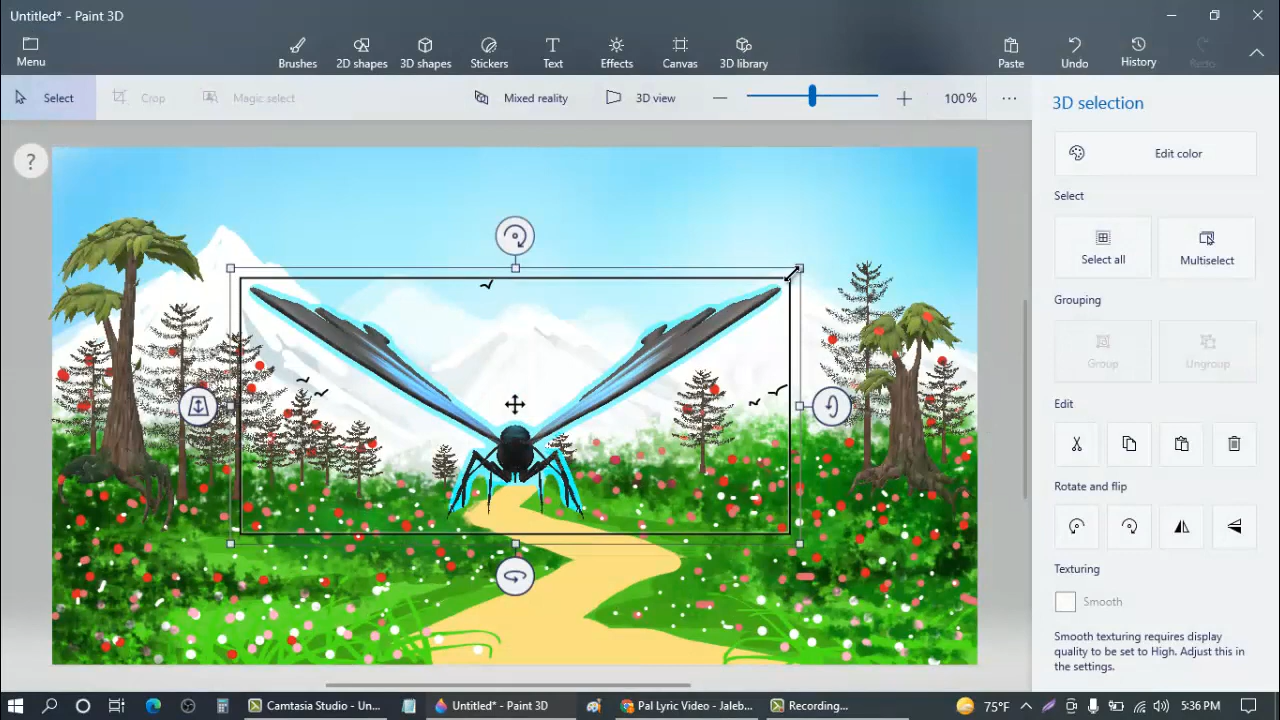 Untitled* - Paint 3D
Menu
Brushes
2D shapes
3D shapes
Stickers
Text
Effects
Canvas
3D library
Paste
Undo
History
Redo
Select
Crop
Magic select
Mixed reality
3D view
100%
3D selection
?
Edit color
Select
Select all
Multiselect
Grouping
Group
Ungroup
Edit
Rotate and flip
Texturing
Smooth
Smooth texturing requires display
quality to be set to High. Adjust this in
the settings.
Camtasia Studio - Un...
Untitled* - Paint 3D
Pal Lyric Video - Jaleb...
Recording...
75°F
5:36 PM